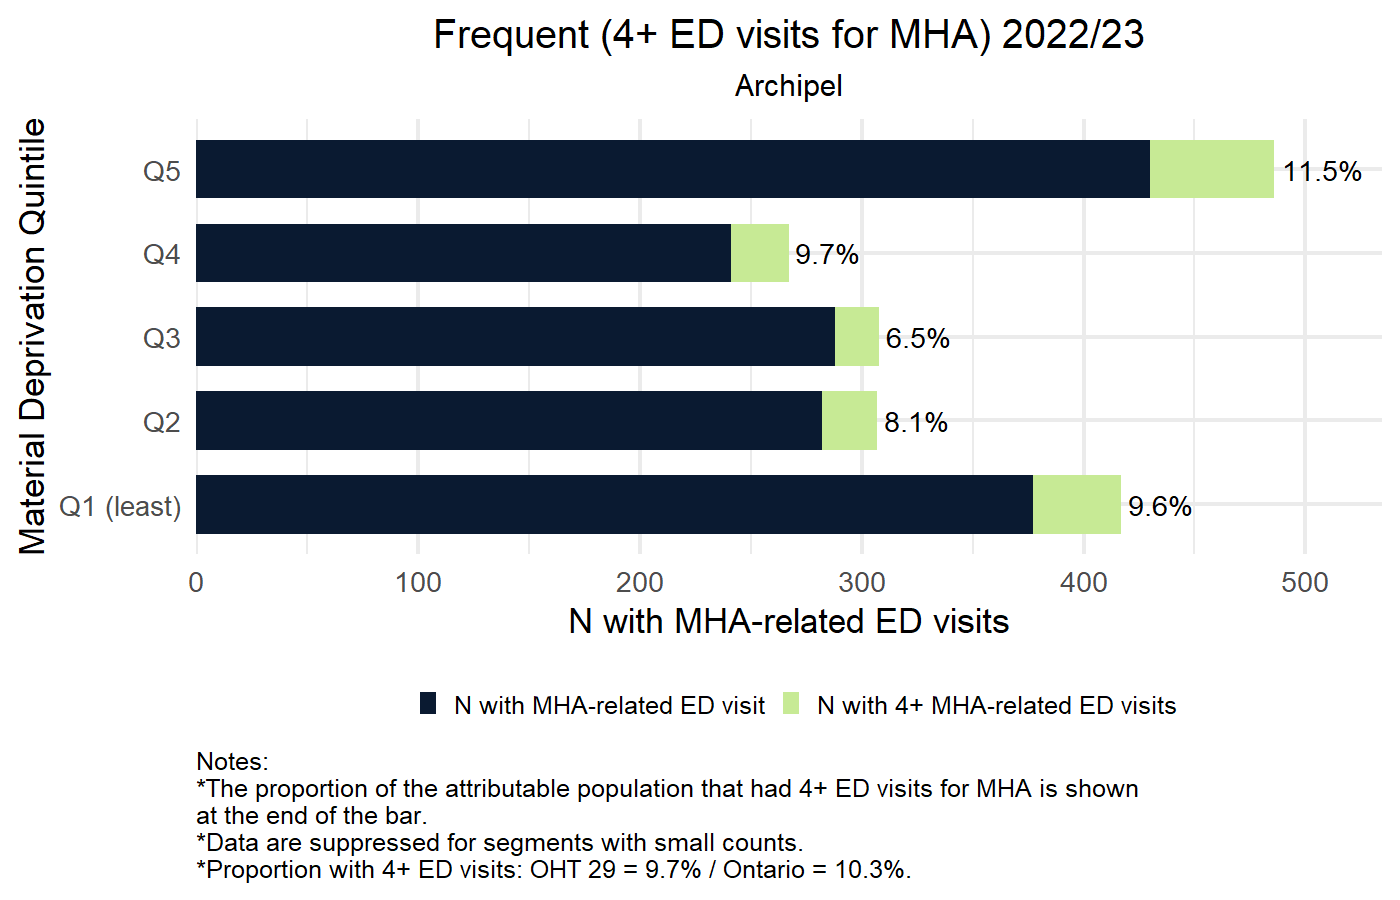 Frequent (4+ ED visits for MHA) 2022/23
Archipel
Material Deprivation Quintile
Q5
11.5%
Q4
9.7%
Q3
6.5%
Q2
8.1%
Q1 (least)
9.6%
0 100 200 300 400 500
N with MHA-related ED visits
N with MHA-related ED visit N with 4+ MHA-related ED visits
Notes:
*The proportion of the attributable population that had 4+ ED visits for MHA is shown
at the end of the bar.
*Data are suppressed for segments with small counts.
*Proportion with 4+ ED visits: OHT 29 = 9.7% / Ontario = 10.3%.